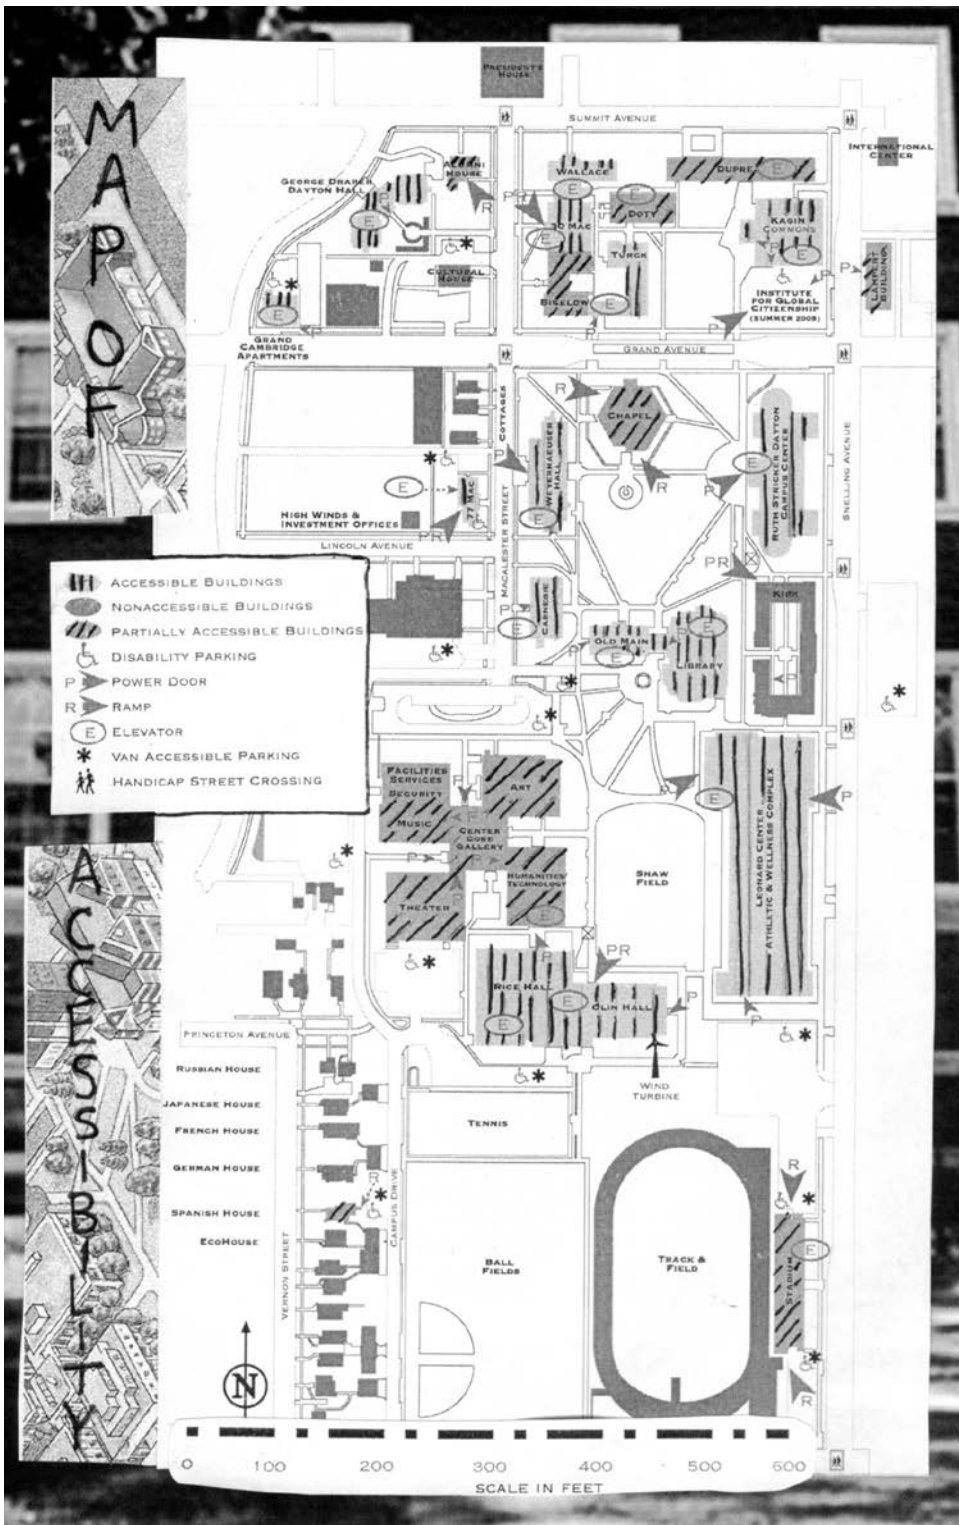 MAP OF
ACCESSIBILITY
PRESIDENT'S
HOUSE
SUMMIT AVENUE
INTERNATIONAL
CENTER
ALUMNI
HOUSE
GEORGE DRAPER
DAYTON HALL
WALLACE
DUPRE
DOTY
30 MAC
TURCK
KAGIN
COMMONS
CULTURAL
HOUSE
BIGELOW
LAMPERT
BUILDING
INSTITUTE
FOR GLOBAL
CITIZENSHIP
(SUMMER 2009)
GRAND
CAMBRIDGE
APARTMENTS
GRAND AVENUE
COTTAGES
CHAPEL
WEYERHAEUSER
HALL
RUTH STRICKER DATON
CAMPUS CENTER
SNELLING AVENUE
MACALESTER STREET
77 MAC
HIGH WINDS &
INVESTMENT OFFICES
LINCOLN AVENUE
ACCESSIBLE BUILDINGS
NONACCESSIBLE BUILDINGS
PARTIALLY ACCESSIBLE BUILDINGS
DISABILITY PARKING
P POWER DOOR
R RAMP
E ELEVATOR
* VAN ACCESSIBLE PARKING
HANDICAP STREET CROSSING
CARNEGIE
OLD MAIN
LIBRARY
KIRK
FACILITIES
SERVICES
SECURITY
MUSIC
ART
CENTER
CORE
GALLERY
HUMANITIES/
TECHNOLOGY
THEATER
SHAW
FIELD
LEONARD CENTER
ATHLETIC & WELLNESS COMPLEX
RICE HALL
OLIN HALL
WIND
TURBINE
PRINCETON AVENUE
RUSSIAN HOUSE
JAPANESE HOUSE
FRENCH HOUSE
GERMAN HOUSE
SPANISH HOUSE
ECOHOUSE
VERNON STREET
CAMPUS DRIVE
TENNIS
BALL
FIELDS
TRACK &
FIELD
STADIUM
N
0 100 200 300 400 500 600
SCALE IN FEET